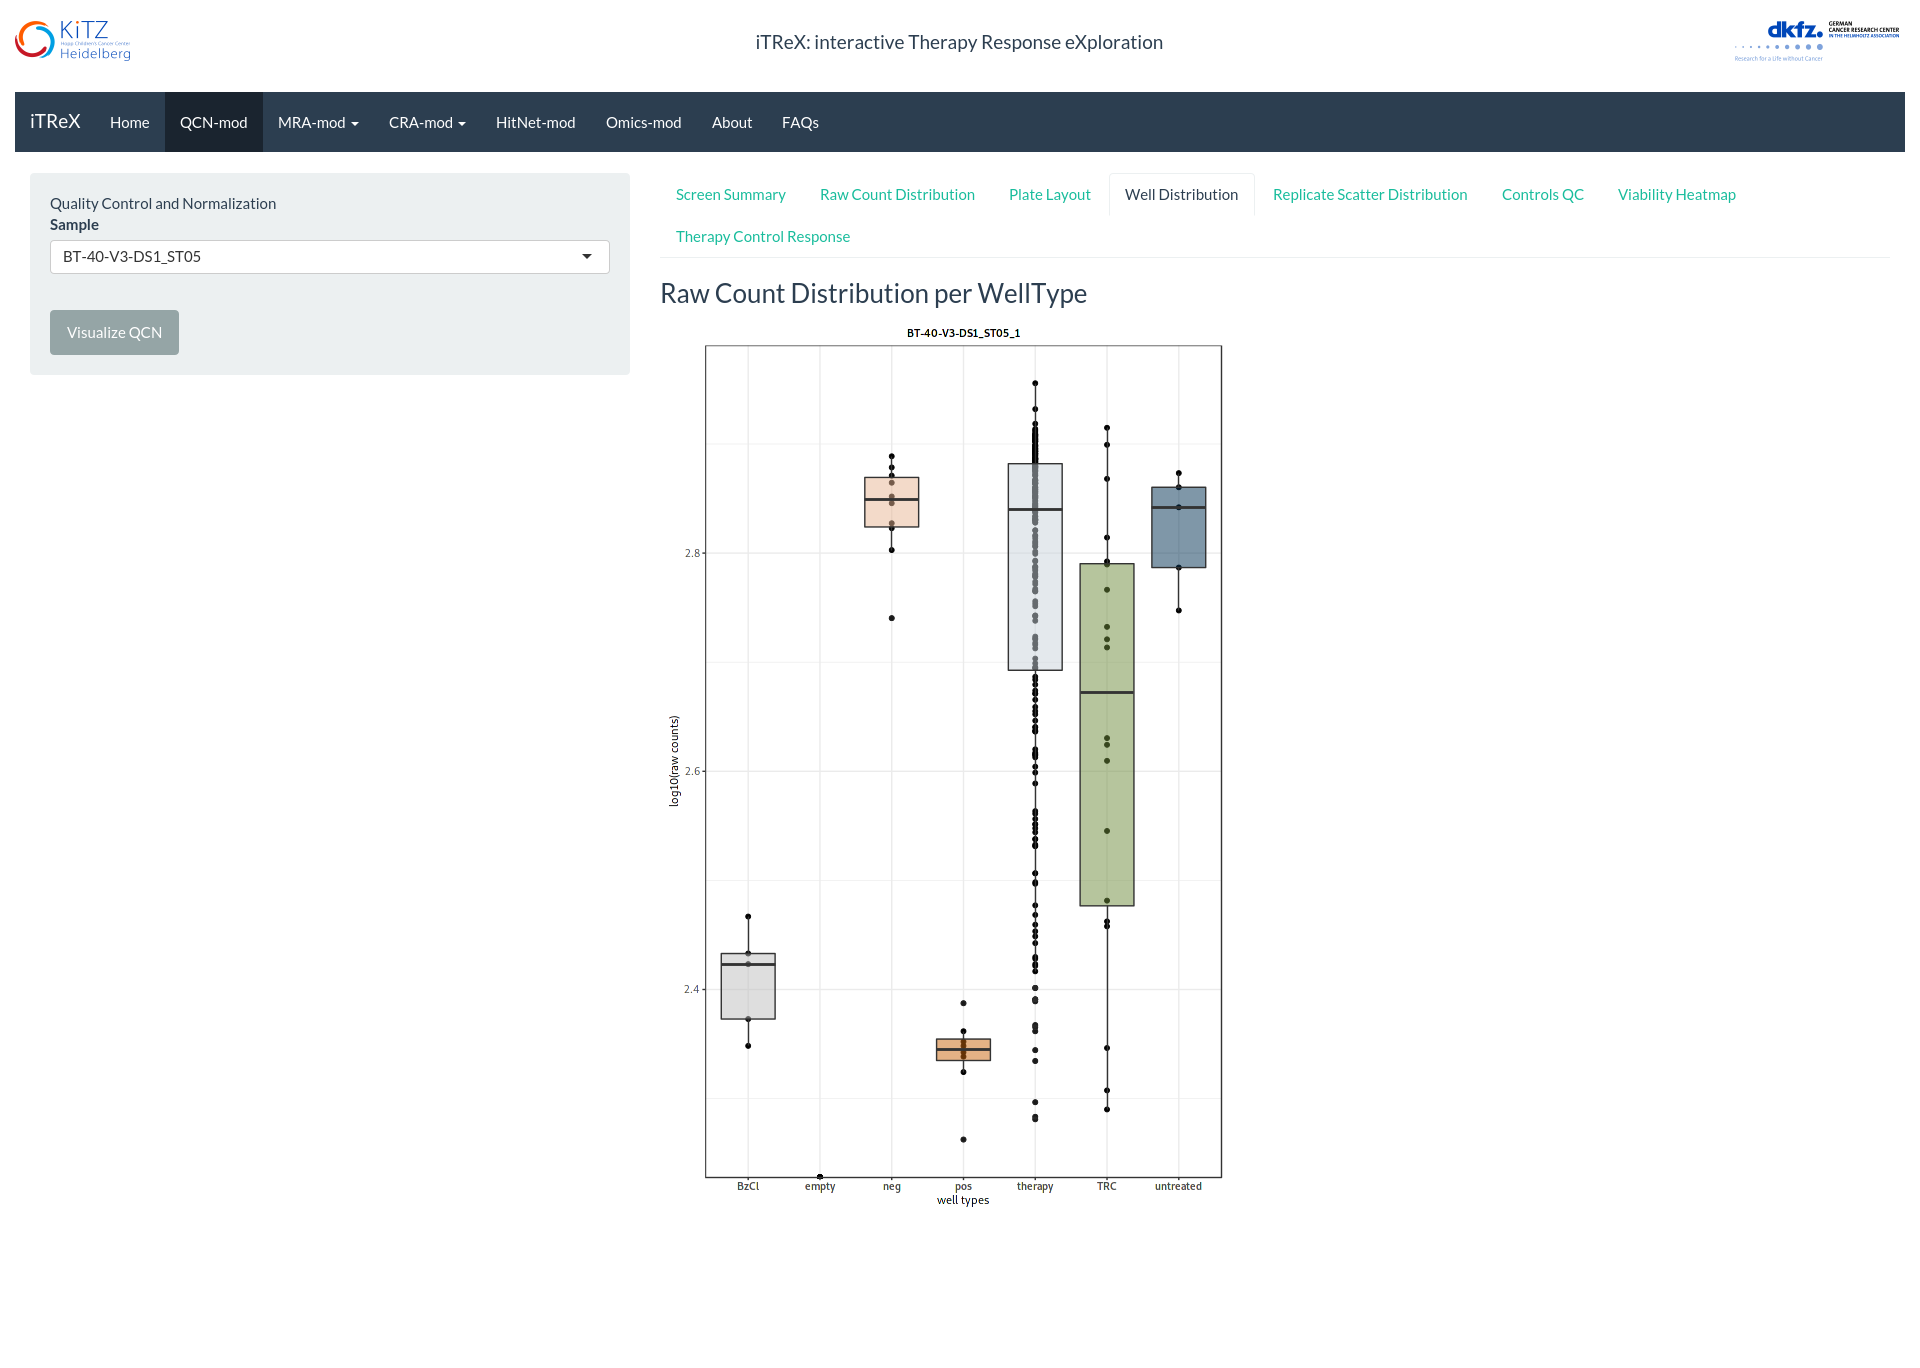 KiTZ
Hopp Children's Cancer Center
Heidelberg
iTReX: interactive Therapy Response eXploration
dkfz.
GERMAN
CANCER RESEARCH CENTER
IN THE HELMHOLTZ ASSOCIATION
Research for a Life without Cancer
iTReX Home QCN-mod MRA-mod CRA-mod HitNet-mod Omics-mod About FAQs
Quality Control and Normalization
Sample
BT-40-V3-DS1_ST05
Visualize QCN
Screen Summary Raw Count Distribution Plate Layout Well Distribution Replicate Scatter Distribution Controls QC Viability Heatmap
Therapy Control Response
Raw Count Distribution per WellType
BT-40-V3-DS1_ST05_1
log10(raw counts)
2.8
2.6
2.4
BzCl empty neg pos therapy TRC untreated
well types